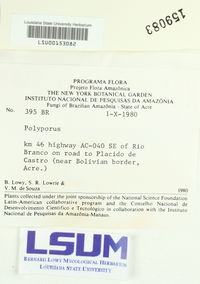 Louisiana State University Herbarium
LSU00153082
159083
PROGRAMA FLORA
Projeto Flora Amazônica
THE NEW YORK BOTANICAL GARDEN
INSTITUTO NACIONAL DE PESQUISAS DA AMAZÔNIA
Fungi of Brazilian Amazônia - State of Acre
No. 395 BR 1-X-1980
Polyporus
km 46 highway AC-040 SE of Rio
Branco on road to Placido de
Castro (near Bolivian border,
Acre.)
B. Lowy, S. R. Lowrie &
V. M. de Souza 1980
Plants collected under the joint sponsorship of the National Science Foundation
Latin-American collaborative program and the Conselho Nacional de
Desenvolvimento Científico e Tecnológico in collaboration with the Instituto
Nacional de Pesquisas da Amazônia-Manaus.
LSUM
BERNARD LOWY MYCOLOGICAL HERBARIUM
LOUISIANA STATE UNIVERSITY